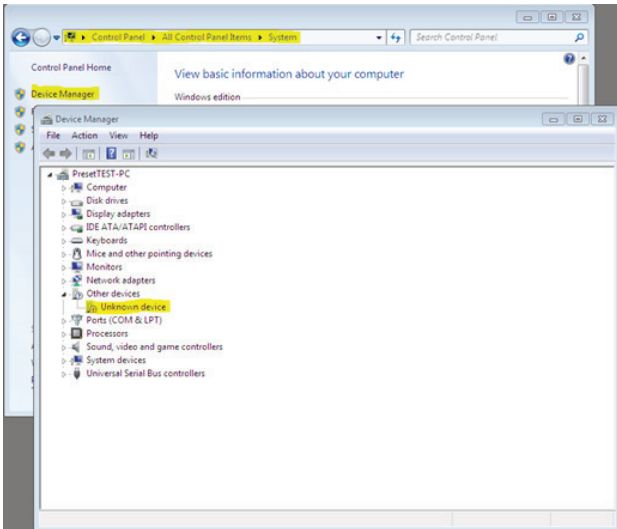 Control Panel ▸ All Control Panel Items ▸ System
Search Control Panel
Control Panel Home
View basic information about your computer
Device Manager
Windows edition
Device Manager
File Action View Help
PresetTEST-PC
Computer
Disk drives
Display adapters
IDE ATA/ATAPI controllers
Keyboards
Mice and other pointing devices
Monitors
Network adapters
Other devices
Unknown device
Ports (COM & LPT)
Processors
Sound, video and game controllers
System devices
Universal Serial Bus controllers